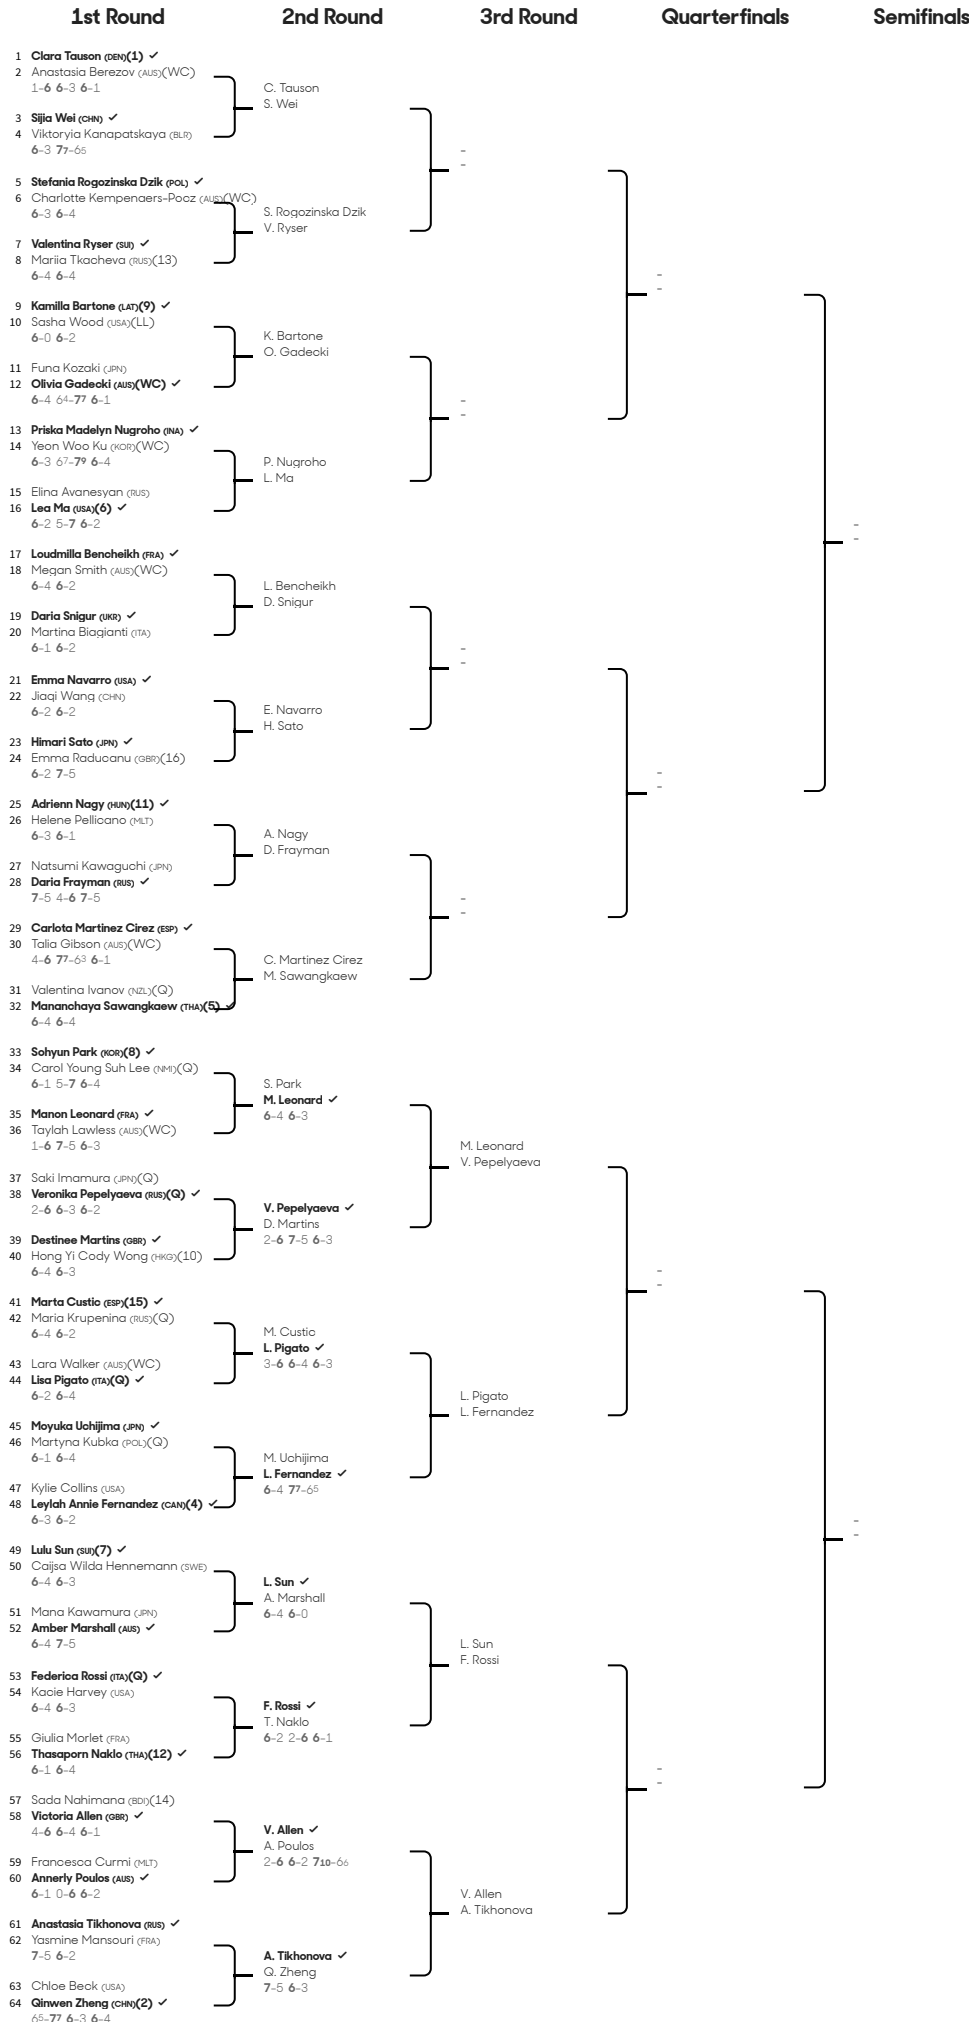 1st Round 2nd Round 3rd Round Quarterfinals Semifinals
1 Clara Tauson (DEN)(1) ✓
2 Anastasia Berezov (AUS)(WC)
1-6 6-3 6-1
3 Sijia Wei (CHN) ✓
4 Viktoryia Kanapatskaya (BLR)
6-3 77-65
5 Stefania Rogozinska Dzik (POL) ✓
6 Charlotte Kempenaers-Pocz (AUS)(WC)
6-3 6-4
7 Valentina Ryser (SUI) ✓
8 Mariia Tkacheva (RUS)(13)
6-4 6-4
9 Kamilla Bartone (LAT)(9) ✓
10 Sasha Wood (USA)(LL)
6-0 6-2
11 Funa Kozaki (JPN)
12 Olivia Gadecki (AUS)(WC) ✓
6-4 64-77 6-1
13 Priska Madelyn Nugroho (INA) ✓
14 Yeon Woo Ku (KOR)(WC)
6-3 67-79 6-4
15 Elina Avanesyan (RUS)
16 Lea Ma (USA)(6) ✓
6-2 5-7 6-2
17 Loudmilla Bencheikh (FRA) ✓
18 Megan Smith (AUS)(WC)
6-4 6-2
19 Daria Snigur (UKR) ✓
20 Martina Biagianti (ITA)
6-1 6-2
21 Emma Navarro (USA) ✓
22 Jiaqi Wang (CHN)
6-2 6-2
23 Himari Sato (JPN) ✓
24 Emma Raducanu (GBR)(16)
6-2 7-5
25 Adrienn Nagy (HUN)(11) ✓
26 Helene Pellicano (MLT)
6-3 6-1
27 Natsumi Kawaguchi (JPN)
28 Daria Frayman (RUS) ✓
7-5 4-6 7-5
29 Carlota Martinez Cirez (ESP) ✓
30 Talia Gibson (AUS)(WC)
4-6 77-63 6-1
31 Valentina Ivanov (NZL)(Q)
32 Mananchaya Sawangkaew (THA)(5) ✓
6-4 6-4
33 Sohyun Park (KOR)(8) ✓
34 Carol Young Suh Lee (NMI)(Q)
6-1 5-7 6-4
35 Manon Leonard (FRA) ✓
36 Taylah Lawless (AUS)(WC)
1-6 7-5 6-3
37 Saki Imamura (JPN)(Q)
38 Veronika Pepelyaeva (RUS)(Q) ✓
2-6 6-3 6-2
39 Destinee Martins (GBR) ✓
40 Hong Yi Cody Wong (HKG)(10)
6-4 6-3
41 Marta Custic (ESP)(15) ✓
42 Maria Krupenina (RUS)(Q)
6-4 6-2
43 Lara Walker (AUS)(WC)
44 Lisa Pigato (ITA)(Q) ✓
6-2 6-4
45 Moyuka Uchijima (JPN) ✓
46 Martyna Kubka (POL)(Q)
6-1 6-4
47 Kylie Collins (USA)
48 Leylah Annie Fernandez (CAN)(4) ✓
6-3 6-2
49 Lulu Sun (SUI)(7) ✓
50 Caijsa Wilda Hennemann (SWE)
6-4 6-3
51 Mana Kawamura (JPN)
52 Amber Marshall (AUS) ✓
6-4 7-5
53 Federica Rossi (ITA)(Q) ✓
54 Kacie Harvey (USA)
6-4 6-3
55 Giulia Morlet (FRA)
56 Thasaporn Naklo (THA)(12) ✓
6-1 6-4
57 Sada Nahimana (BDI)(14)
58 Victoria Allen (GBR) ✓
4-6 6-4 6-1
59 Francesca Curmi (MLT)
60 Annerly Poulos (AUS) ✓
6-1 0-6 6-2
61 Anastasia Tikhonova (RUS) ✓
62 Yasmine Mansouri (FRA)
7-5 6-2
63 Chloe Beck (USA)
64 Qinwen Zheng (CHN)(2) ✓
65-77 6-3 6-4
C. Tauson
S. Wei
S. Rogozinska Dzik
V. Ryser
K. Bartone
O. Gadecki
P. Nugroho
L. Ma
L. Bencheikh
D. Snigur
E. Navarro
H. Sato
A. Nagy
D. Frayman
C. Martinez Cirez
M. Sawangkaew
S. Park
M. Leonard ✓
6-4 6-3
V. Pepelyaeva ✓
D. Martins
2-6 7-5 6-3
M. Custic
L. Pigato ✓
3-6 6-4 6-3
M. Uchijima
L. Fernandez ✓
6-4 77-65
L. Sun ✓
A. Marshall
6-4 6-0
F. Rossi ✓
T. Naklo
6-2 2-6 6-1
V. Allen ✓
A. Poulos
2-6 6-2 710-66
A. Tikhonova ✓
Q. Zheng
7-5 6-3
-
-
-
-
-
-
-
-
M. Leonard
V. Pepelyaeva
L. Pigato
L. Fernandez
L. Sun
F. Rossi
V. Allen
A. Tikhonova
-
-
-
-
-
-
-
-
-
-
-
-